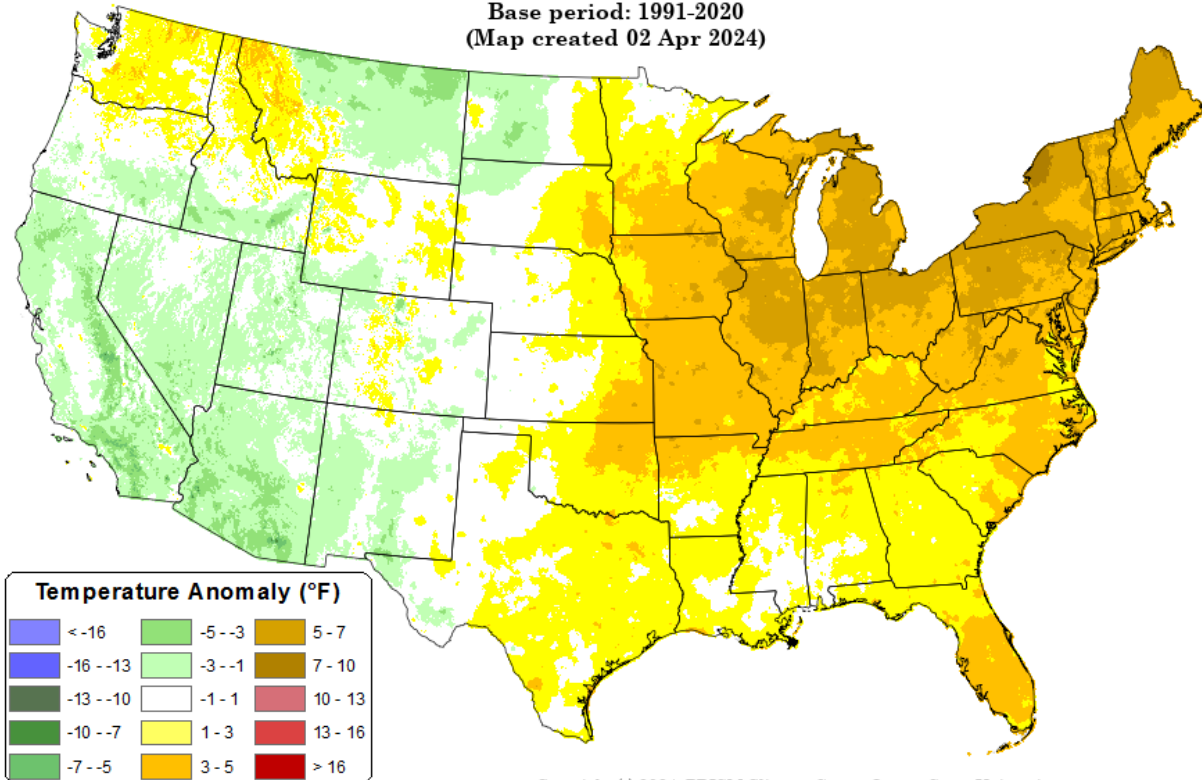 Base period: 1991-2020
(Map created 02 Apr 2024)
Temperature Anomaly (°F)
< -16
-5 - -3
5 - 7
-16 - -13
-3 - -1
7 - 10
-13 - -10
-1 - 1
10 - 13
-10 - -7
1 - 3
13 - 16
-7 - -5
3 - 5
> 16